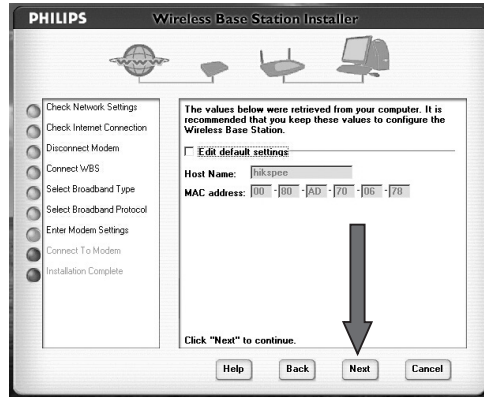 PHILIPS Wireless Base Station Installer
Check Network Settings
Check Internet Connection
Disconnect Modem
Connect WBS
Select Broadband Type
Select Broadband Protocol
Enter Modem Settings
Connect To Modem
Installation Complete
The values below were retrieved from your computer. It is
recommended that you keep these values to configure the
Wireless Base Station.
Edit default settings
Host Name: hikspee
MAC address: 00 - 80 - AD - 70 - 06 - 78
Click "Next" to continue.
Help Back Next Cancel